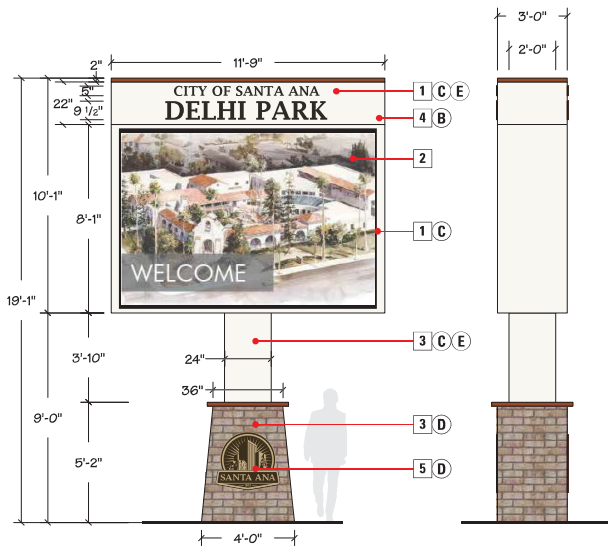 3'-0"
11'-9"
2'-0"
2"
5"
22"
9 1/2"
CITY OF SANTA ANA
DELHI PARK
1 C E
4 B
2
10'-1"
8'-1"
1 C
WELCOME
19'-1"
3'-10"
24"
3 C E
36"
9'-0"
3 D
5'-2"
SANTA ANA
5 D
4'-0"